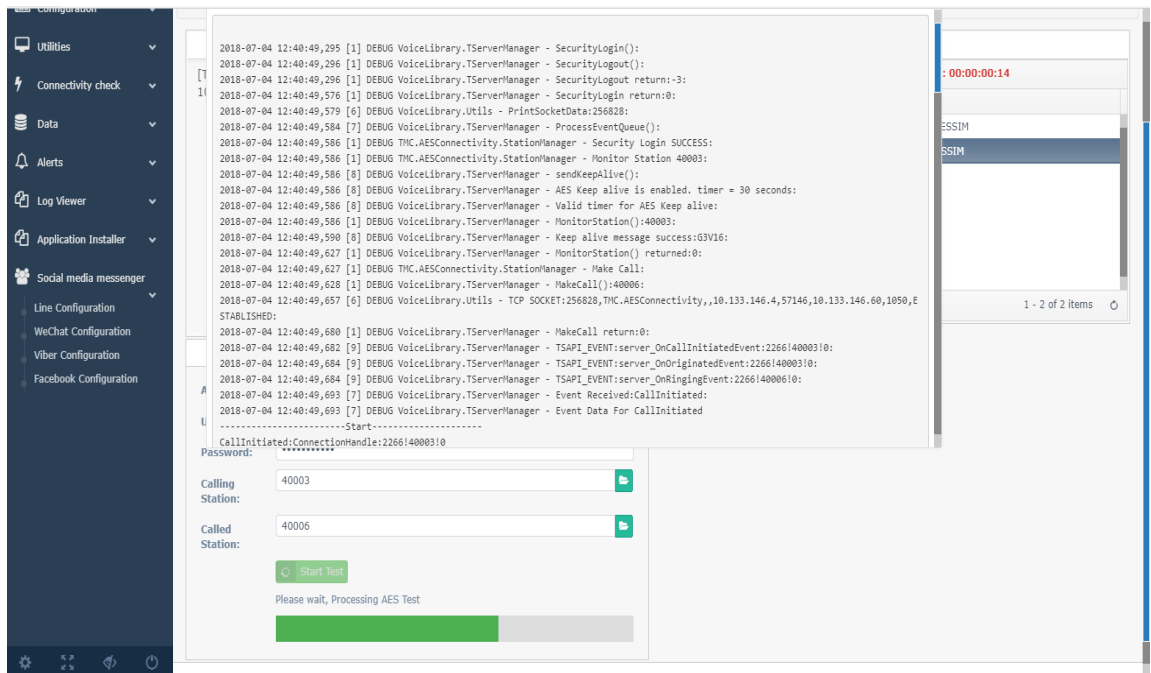 Configuration
Utilities
Connectivity check
Data
Alerts
Log Viewer
Application Installer
Social media messenger
Line Configuration
WeChat Configuration
Viber Configuration
Facebook Configuration
2018-07-04 12:40:49,295 [1] DEBUG VoiceLibrary.TServerManager - SecurityLogin():
2018-07-04 12:40:49,296 [1] DEBUG VoiceLibrary.TServerManager - SecurityLogout():
2018-07-04 12:40:49,296 [1] DEBUG VoiceLibrary.TServerManager - SecurityLogout return:-3:
2018-07-04 12:40:49,576 [1] DEBUG VoiceLibrary.TServerManager - SecurityLogin return:0:
2018-07-04 12:40:49,579 [6] DEBUG VoiceLibrary.Utils - PrintSocketData:256828:
2018-07-04 12:40:49,584 [7] DEBUG VoiceLibrary.TServerManager - ProcessEventQueue():
2018-07-04 12:40:49,586 [1] DEBUG TMC.AESConnectivity.StationManager - Security Login SUCCESS:
2018-07-04 12:40:49,586 [1] DEBUG TMC.AESConnectivity.StationManager - Monitor Station 40003:
2018-07-04 12:40:49,586 [8] DEBUG VoiceLibrary.TServerManager - sendKeepAlive():
2018-07-04 12:40:49,586 [8] DEBUG VoiceLibrary.TServerManager - AES Keep alive is enabled. timer = 30 seconds:
2018-07-04 12:40:49,586 [8] DEBUG VoiceLibrary.TServerManager - Valid timer for AES Keep alive:
2018-07-04 12:40:49,586 [1] DEBUG VoiceLibrary.TServerManager - MonitorStation():40003:
2018-07-04 12:40:49,590 [8] DEBUG VoiceLibrary.TServerManager - Keep alive message success:G3V16:
2018-07-04 12:40:49,627 [1] DEBUG VoiceLibrary.TServerManager - MonitorStation() returned:0:
2018-07-04 12:40:49,627 [1] DEBUG TMC.AESConnectivity.StationManager - Make Call:
2018-07-04 12:40:49,628 [1] DEBUG VoiceLibrary.TServerManager - MakeCall():40006:
2018-07-04 12:40:49,657 [6] DEBUG VoiceLibrary.Utils - TCP SOCKET:256828,TMC.AESConnectivity,,10.133.146.4,57146,10.133.146.60,1050,E
STABLISHED:
2018-07-04 12:40:49,680 [1] DEBUG VoiceLibrary.TServerManager - MakeCall return:0:
2018-07-04 12:40:49,682 [9] DEBUG VoiceLibrary.TServerManager - TSAPI_EVENT:server_OnCallInitiatedEvent:2266!40003!0:
2018-07-04 12:40:49,684 [9] DEBUG VoiceLibrary.TServerManager - TSAPI_EVENT:server_OnOriginatedEvent:2266!40003!0:
2018-07-04 12:40:49,684 [9] DEBUG VoiceLibrary.TServerManager - TSAPI_EVENT:server_OnRingingEvent:2266!40006!0:
2018-07-04 12:40:49,693 [7] DEBUG VoiceLibrary.TServerManager - Event Received:CallInitiated:
2018-07-04 12:40:49,693 [7] DEBUG VoiceLibrary.TServerManager - Event Data For CallInitiated
------------------------Start---------------------
CallInitiated:ConnectionHandle:2266!40003!0
: 00:00:00:14
ESSIM
SSIM
1 - 2 of 2 items
Password:
Calling
Station:
40003
Called
Station:
40006
Start Test
Please wait, Processing AES Test